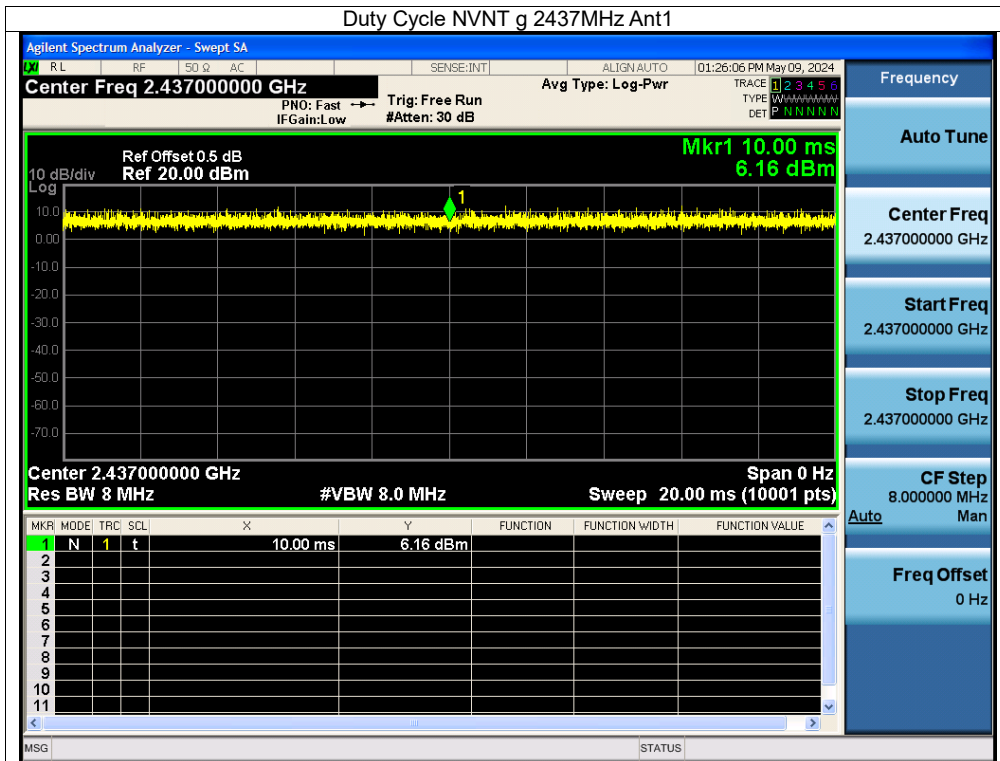 Duty Cycle NVNT g 2437MHz Ant1
Agilent Spectrum Analyzer - Swept SA
LXI RL RF 50 Ω AC SENSE:INT ALIGN AUTO 01:26:06 PM May 09, 2024
Center Freq 2.437000000 GHz Avg Type: Log-Pwr TRACE 1 2 3 4 5 6
PNO: Fast Trig: Free Run TYPE WWWWWW
IFGain:Low #Atten: 30 dB DET P N N N N N
Frequency
Auto Tune
Center Freq
2.437000000 GHz
Start Freq
2.437000000 GHz
Stop Freq
2.437000000 GHz
CF Step
8.000000 MHz
Auto Man
Freq Offset
0 Hz
Mkr1 10.00 ms
6.16 dBm
Ref Offset 0.5 dB
10 dB/div Ref 20.00 dBm
Log
1
10.0
0.00
-10.0
-20.0
-30.0
-40.0
-50.0
-60.0
-70.0
Center 2.437000000 GHz Span 0 Hz
Res BW 8 MHz #VBW 8.0 MHz Sweep 20.00 ms (10001 pts)
MKR MODE TRC SCL X Y FUNCTION FUNCTION WIDTH FUNCTION VALUE
1 N 1 t 10.00 ms 6.16 dBm
2
3
4
5
6
7
8
9
10
11
MSG STATUS